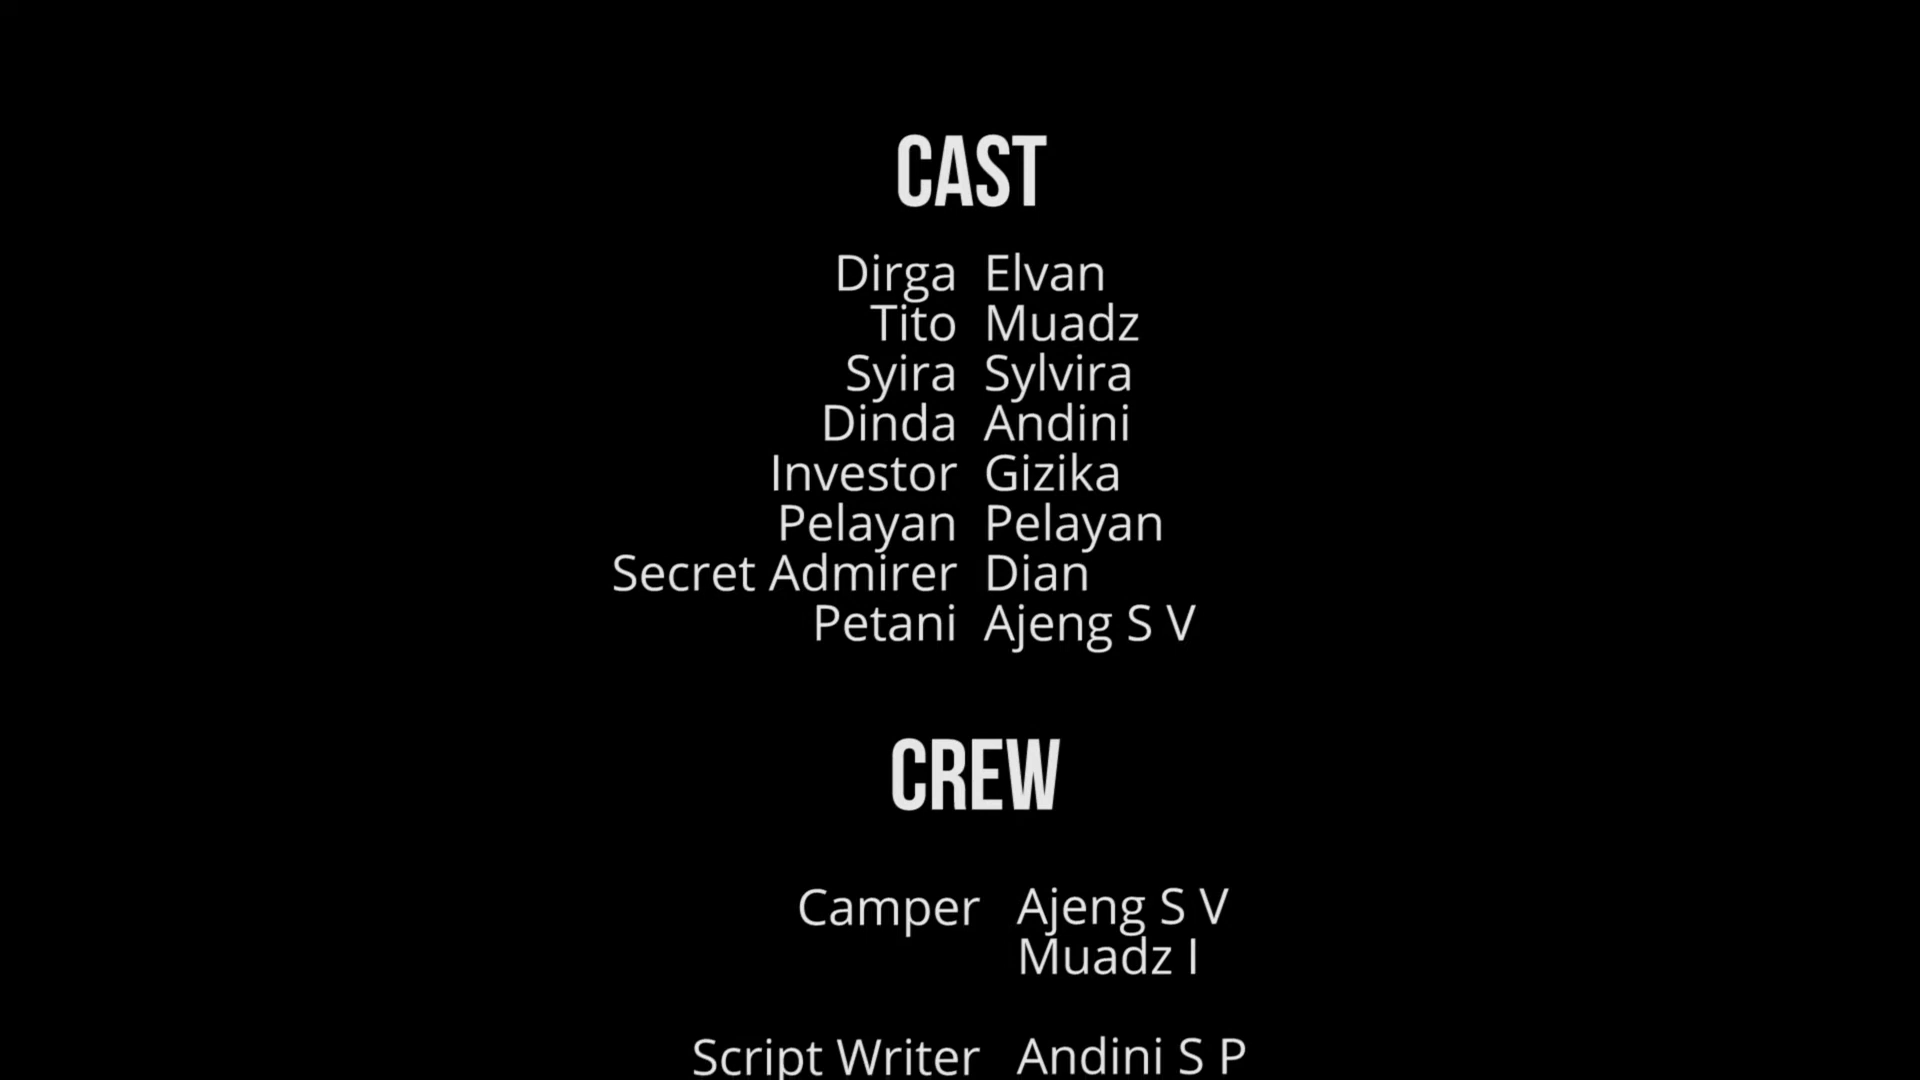 CAST
Dirga Elvan
Tito Muadz
Syira Sylvira
Dinda Andini
Investor Gizika
Pelayan Pelayan
Secret Admirer Dian
Petani Ajeng S V
CREW
Camper Ajeng S V
Muadz I
Script Writer Andini S P